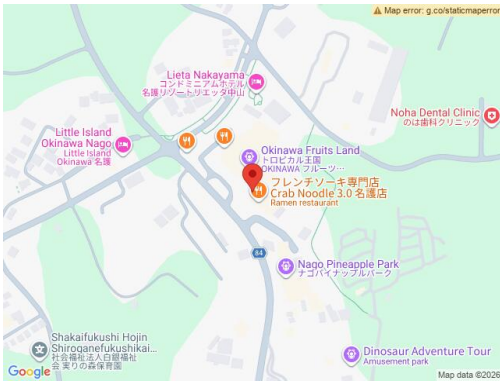 Map error: g.co/staticmaperror
Lieta Nakayama
コンドミニアムホテル
名護リゾートリエッタ中山
Noha Dental Clinic
のは歯科クリニック
Little Island
Okinawa Nago
Little Island
Okinawa 名護
Okinawa Fruits Land
トロピカル王国
OKINAWA フルーツ…
フレンチソーキ専門店
Crab Noodle 3.0 名護店
Ramen restaurant
84
Nago Pineapple Park
ナゴパイナップルパーク
Shakaifukushi Hojin
Shiroganefukushikai...
社会福祉法人白銀福祉
会 実りの森保育園
Dinosaur Adventure Tour
Amusement park
Google
Map data ©2026